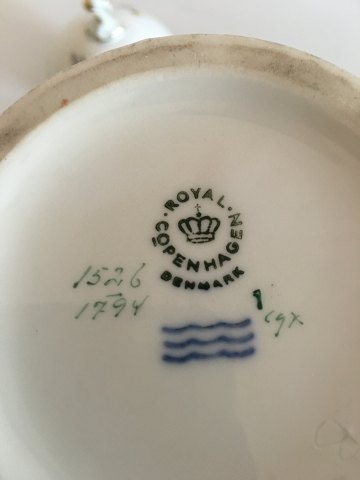 ROYAL · COPENHAGEN ·
DENMARK
1526
1794
1
cgx